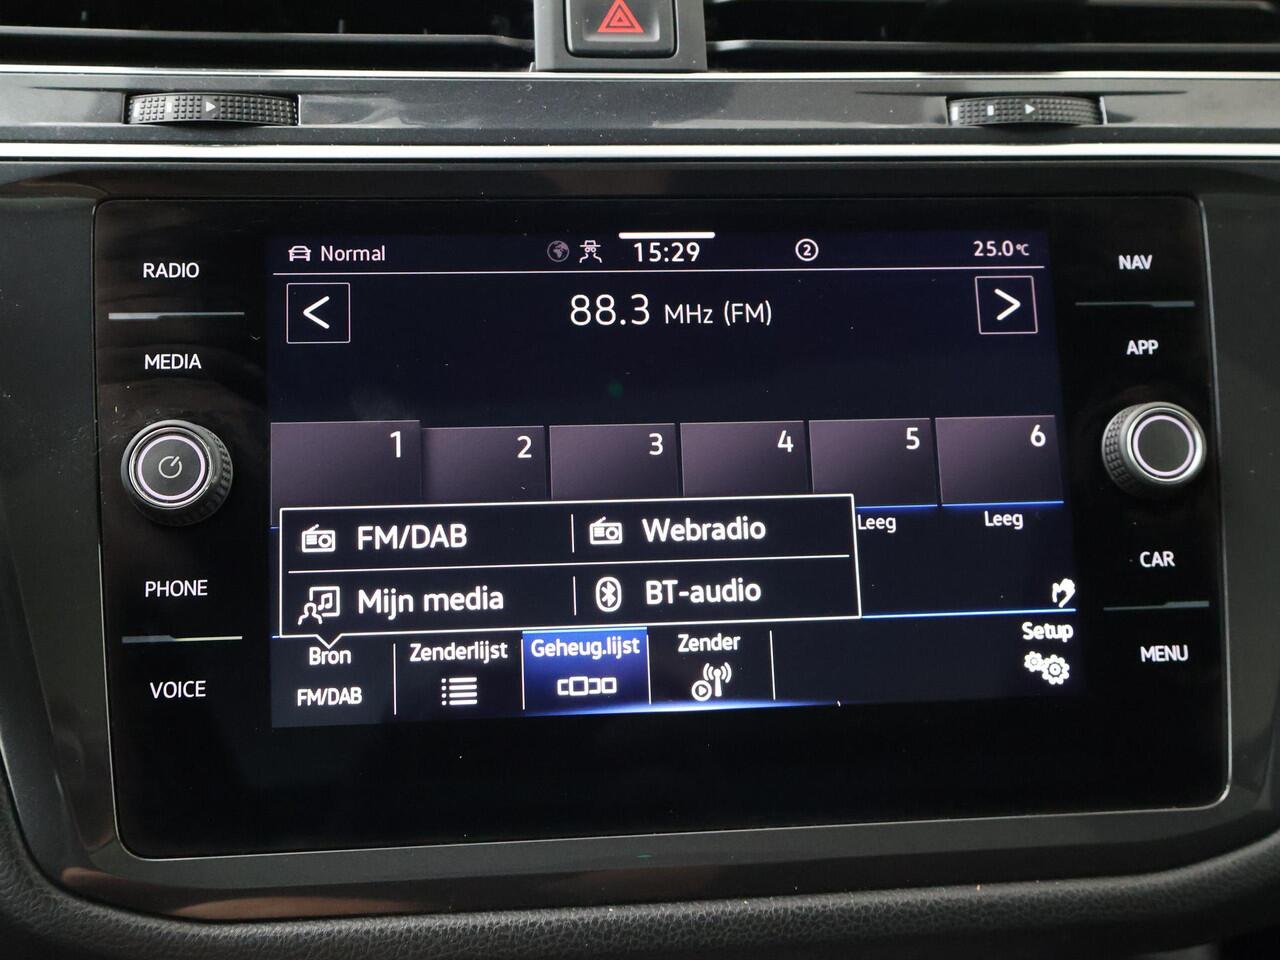 RADIO
MEDIA
PHONE
VOICE
Normal
15:29
2
25.0°C
88.3 MHz (FM)
1 2 3 4 5 6
Leeg Leeg
FM/DAB Webradio
Mijn media BT-audio
Bron Zenderlijst Geheug.lijst Zender Setup
FM/DAB
NAV
APP
CAR
MENU